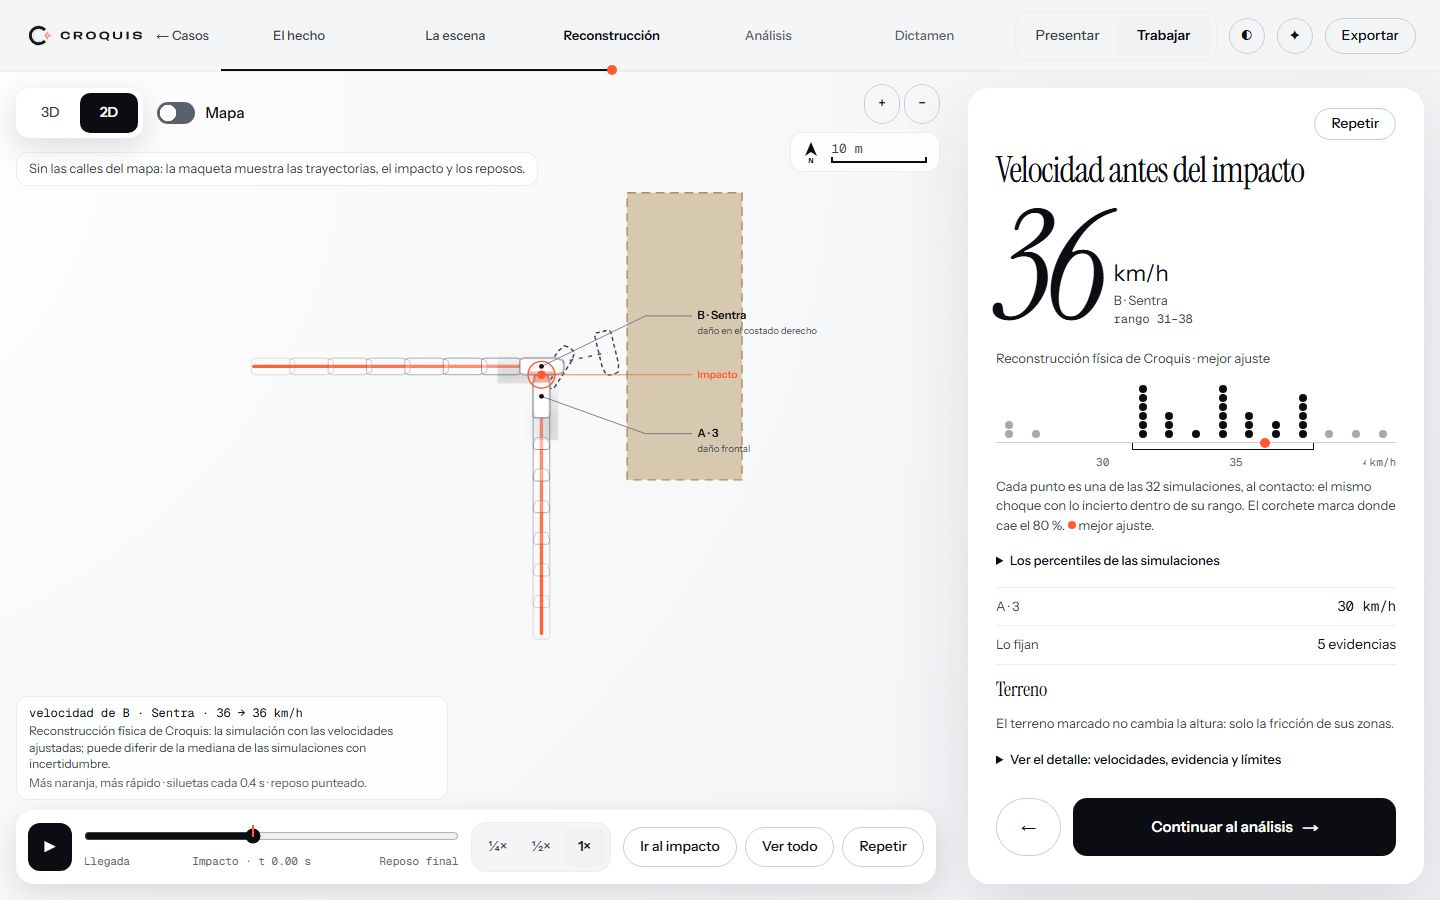 CROQUIS
← Casos
El hecho
La escena
Reconstrucción
Análisis
Dictamen
Presentar
Trabajar
Exportar
3D
2D
Mapa
+
−
N
10 m
Sin las calles del mapa: la maqueta muestra las trayectorias, el impacto y los reposos.
B · Sentra
daño en el costado derecho
Impacto
A · 3
daño frontal
velocidad de B · Sentra · 36 → 36 km/h
Reconstrucción física de Croquis: la simulación con las velocidades
ajustadas; puede diferir de la mediana de las simulaciones con
incertidumbre.
Más naranja, más rápido · siluetas cada 0.4 s · reposo punteado.
Llegada
Impacto · t 0.00 s
Reposo final
¼×
½×
1×
Ir al impacto
Ver todo
Repetir
Repetir
Velocidad antes del impacto
36
km/h
B · Sentra
rango 31–38
Reconstrucción física de Croquis · mejor ajuste
30
35
km/h
Cada punto es una de las 32 simulaciones, al contacto: el mismo
choque con lo incierto dentro de su rango. El corchete marca donde
cae el 80 %. mejor ajuste.
Los percentiles de las simulaciones
A · 3
30 km/h
Lo fijan
5 evidencias
Terreno
El terreno marcado no cambia la altura: solo la fricción de sus zonas.
Ver el detalle: velocidades, evidencia y límites
←
Continuar al análisis →